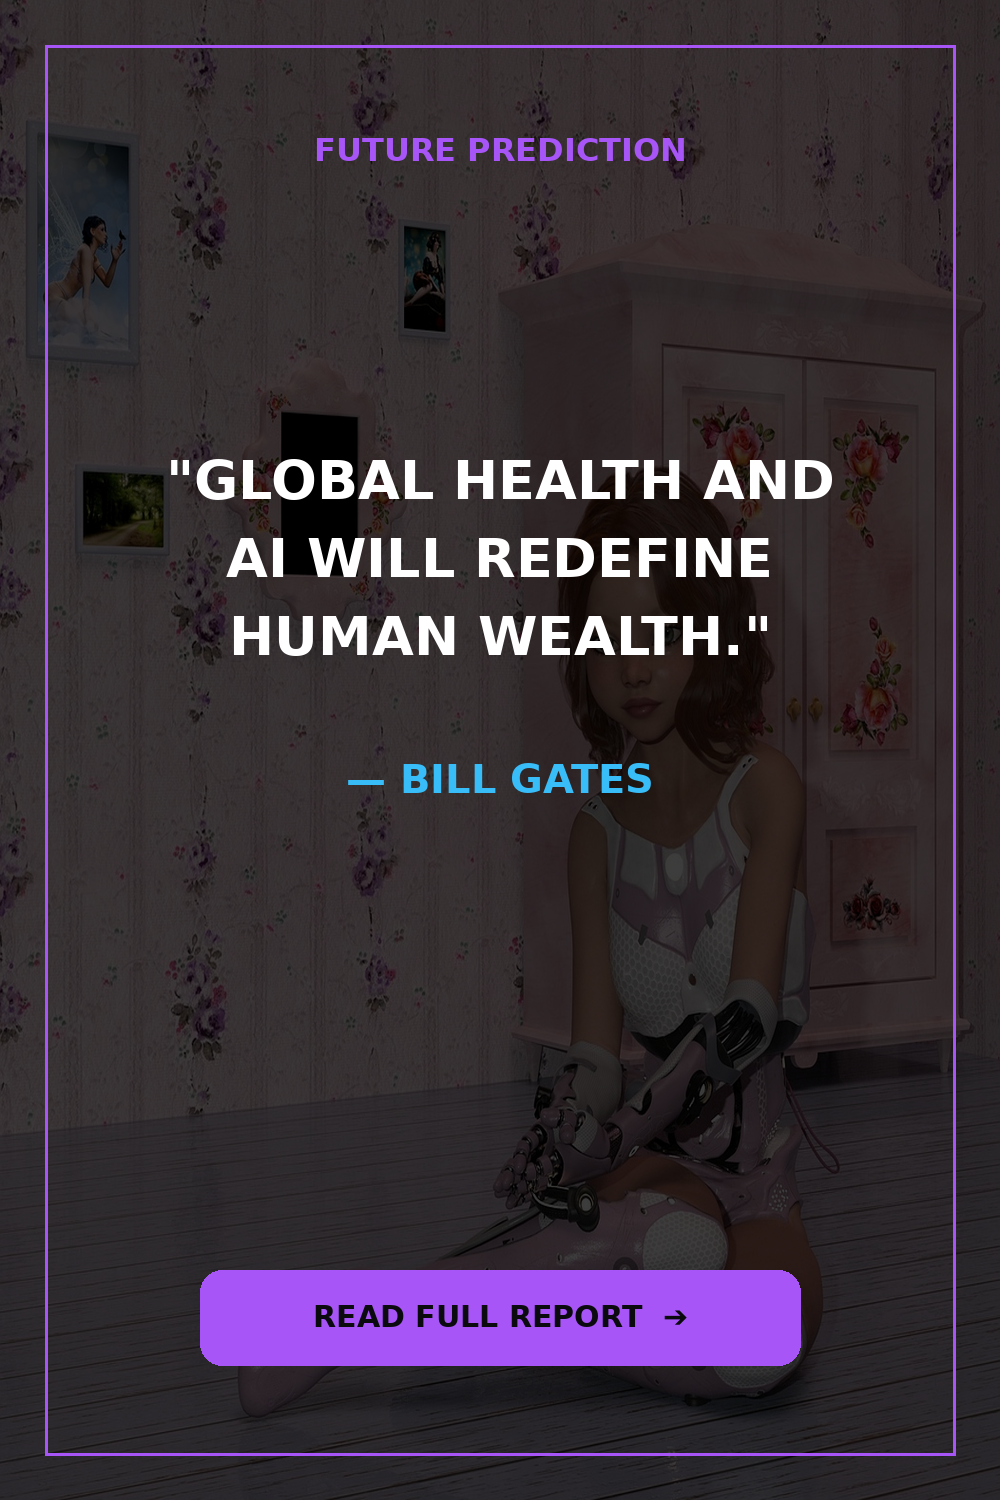 FUTURE PREDICTION
"GLOBAL HEALTH AND
AI WILL REDEFINE
HUMAN WEALTH."
— BILL GATES
READ FULL REPORT ➔